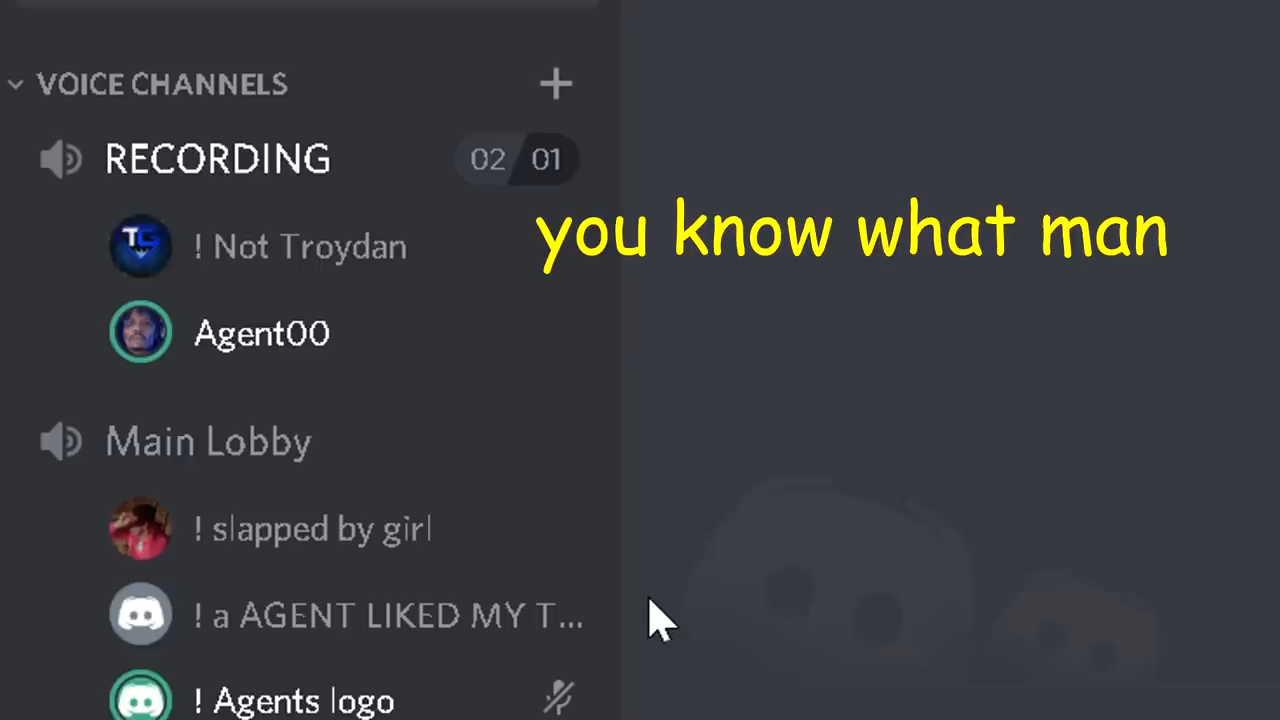 VOICE CHANNELS
RECORDING 02 01
! Not Troydan
you know what man
Agent00
Main Lobby
! slapped by girl
! a AGENT LIKED MY T...
! Agents logo